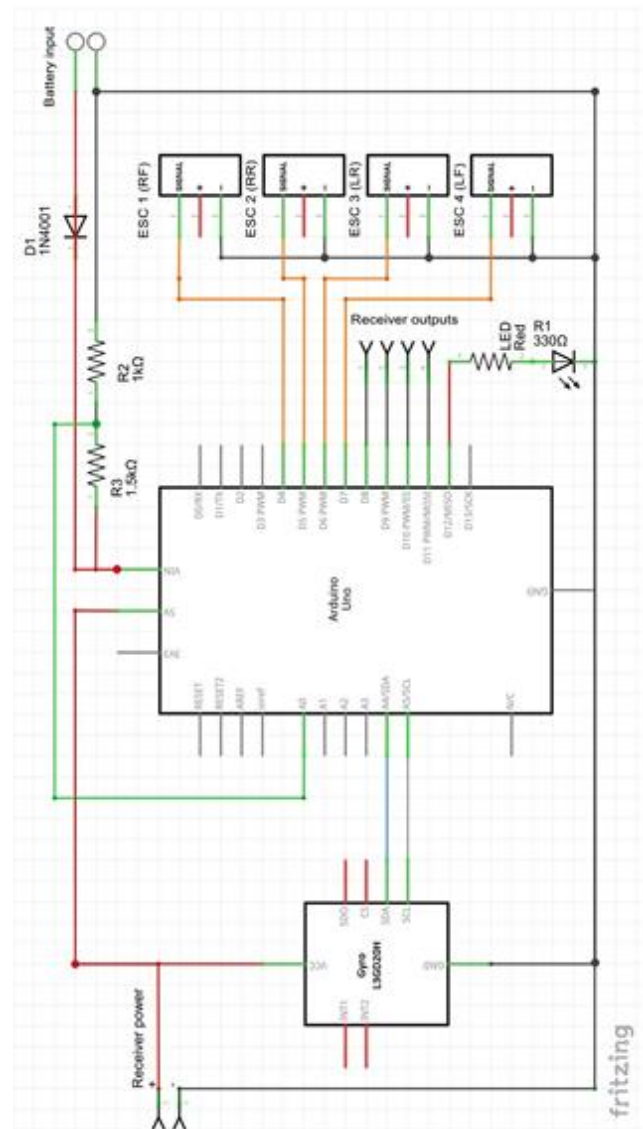 Battery input
D1
1N4001
R2
1kΩ
R3
1.5kΩ
ESC 1 (RF)
SIGNAL
+
-
ESC 2 (RR)
SIGNAL
+
-
ESC 3 (LR)
SIGNAL
+
-
ESC 4 (LF)
SIGNAL
+
-
Receiver outputs
LED
Red
R1
330Ω
D0/RX
D1/TX
D2
D3 PWM
D4
D5 PWM
D6 PWM
D7
D8
D9 PWM
D10 PWM/SS
D11 PWM/MOSI
D12/MISO
D13/SCK
VIN
5V
3V3
Arduino
Uno
GND
RESET
RESET2
AREF
ioref
A0
A1
A2
A3
A4/SDA
A5/SCL
N/C
SDO
CS
SDA
SCL
VCC
Gyro
L3GD20H
GND
INT1
INT2
Receiver power
+
-
fritzing